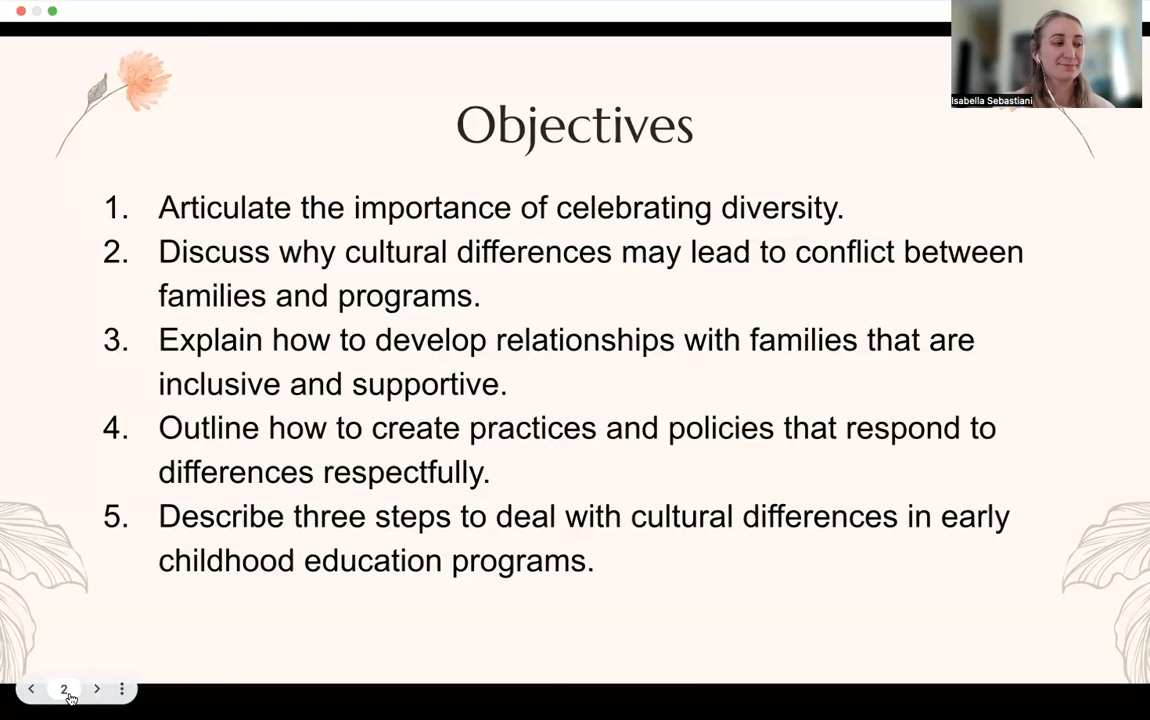 Isabella Sebastiani
Objectives
1. Articulate the importance of celebrating diversity.
2. Discuss why cultural differences may lead to conflict between
families and programs.
3. Explain how to develop relationships with families that are
inclusive and supportive.
4. Outline how to create practices and policies that respond to
differences respectfully.
5. Describe three steps to deal with cultural differences in early
childhood education programs.
2